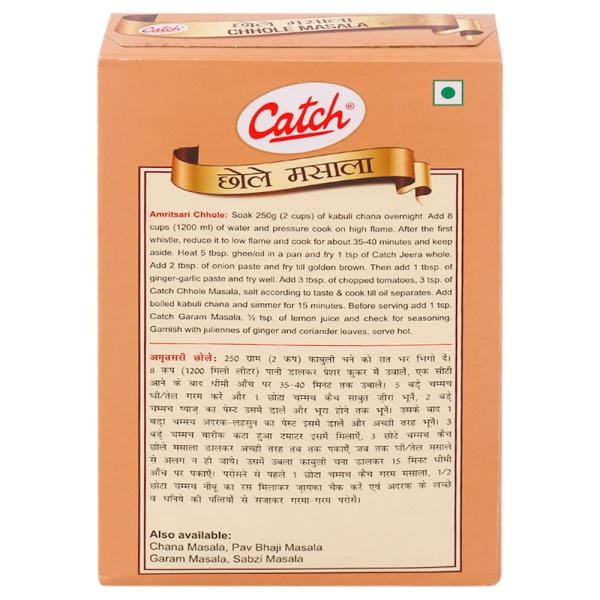 Catch
छोले मसाला
CHHOLE MASALA
Catch®
छोले मसाला
Amritsari Chhole: Soak 250g (2 cups) of kabuli chana overnight. Add 8
cups (1200 ml) of water and pressure cook on high flame. After the first
whistle, reduce it to low flame and cook for about 35-40 minutes and keep
aside. Heat 5 tbsp. ghee/oil in a pan and fry 1 tsp of Catch Jeera whole.
Add 2 tbsp. of onion paste and fry till golden brown. Then add 1 tbsp. of
ginger-garlic paste and fry well. Add 3 tbsp. of chopped tomatoes, 3 tsp. of
Catch Chhole Masala, salt according to taste & cook till oil separates. Add
boiled kabuli chana and simmer for 15 minutes. Before serving add 1 tsp.
Catch Garam Masala, ½ tsp. of lemon juice and check for seasoning.
Garnish with juliennes of ginger and coriander leaves, serve hot.
अमृतसरी छोले: 250 ग्राम (2 कप) काबुली चने को रात भर भिगो दें।
8 कप (1200 मिली लीटर) पानी डालकर प्रेशर कुकर में उबालें, एक सीटी
आने के बाद धीमी आँच पर 35-40 मिनट तक उबालें। 5 बड़े चम्मच
घी/तेल गरम करें और 1 छोटा चम्मच कैच साबुत ज़ीरा भूनें, 2 बड़े
चम्मच प्याज़ का पेस्ट उसमें डालें और भूरा होने तक भूनें। उसके बाद 1
बड़ा चम्मच अदरक-लहसुन का पेस्ट इसमें डालें और अच्छी तरह भूनें। 3
बड़े चम्मच बारीक कटा हुआ टमाटर इसमें मिलाएँ, 3 छोटे चम्मच कैच
छोले मसाला डालकर अच्छी तरह तब तक पकाएँ जब तक घी/तेल मसाले
से अलग न हो जाये। उसमें उबला काबुली चना डालकर 15 मिनट धीमी
आँच पर पकाएँ। परोसने से पहले 1 छोटा चम्मच कैच गरम मसाला, 1/2
छोटा चम्मच नीबू का रस मिलाकर ज़ायका चैक करें एवं अदरक के लच्छे
व धनिये की पत्तियों से सजाकर गरमा-गरम परोसें।
Also available:
Chana Masala, Pav Bhaji Masala
Garam Masala, Sabzi Masala